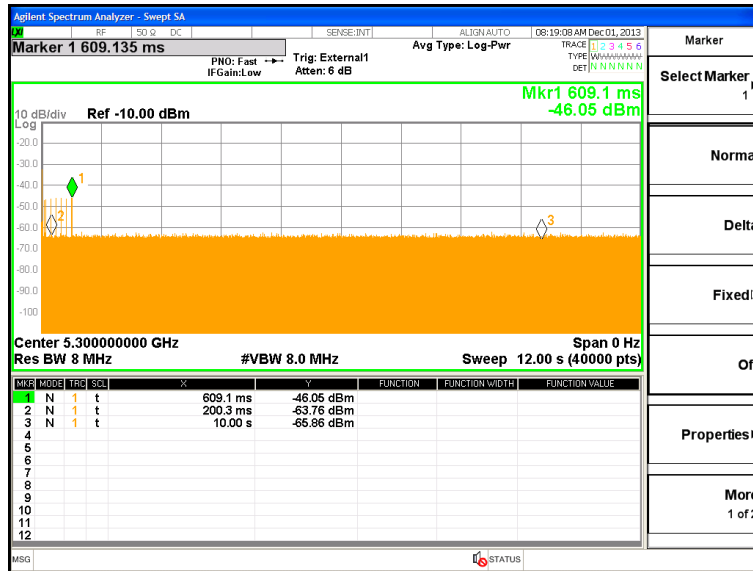 Agilent Spectrum Analyzer - Swept SA
LXI RF 50 Ω DC SENSE:INT ALIGN AUTO 08:19:08 AM Dec 01, 2013
Marker 1 609.135 ms
PNO: Fast
IFGain:Low
Trig: External1
Atten: 6 dB
Avg Type: Log-Pwr
TRACE 1 2 3 4 5 6
TYPE W
DET N N N N N N
Mkr1 609.1 ms
-46.05 dBm
10 dB/div Ref -10.00 dBm
Log
-20.0
-30.0
-40.0
-50.0
-60.0
-70.0
-80.0
-90.0
-100
1
2
3
Center 5.300000000 GHz Span 0 Hz
Res BW 8 MHz #VBW 8.0 MHz Sweep 12.00 s (40000 pts)
MKR MODE TRC SCL X Y FUNCTION FUNCTION WIDTH FUNCTION VALUE
1 N 1 t 609.1 ms -46.05 dBm
2 N 1 t 200.3 ms -63.76 dBm
3 N 1 t 10.00 s -65.86 dBm
4
5
6
7
8
9
10
11
12
MSG STATUS
Marker
Select Marker
1
Norma
Delta
Fixed
Of
Properties
More
1 of 2